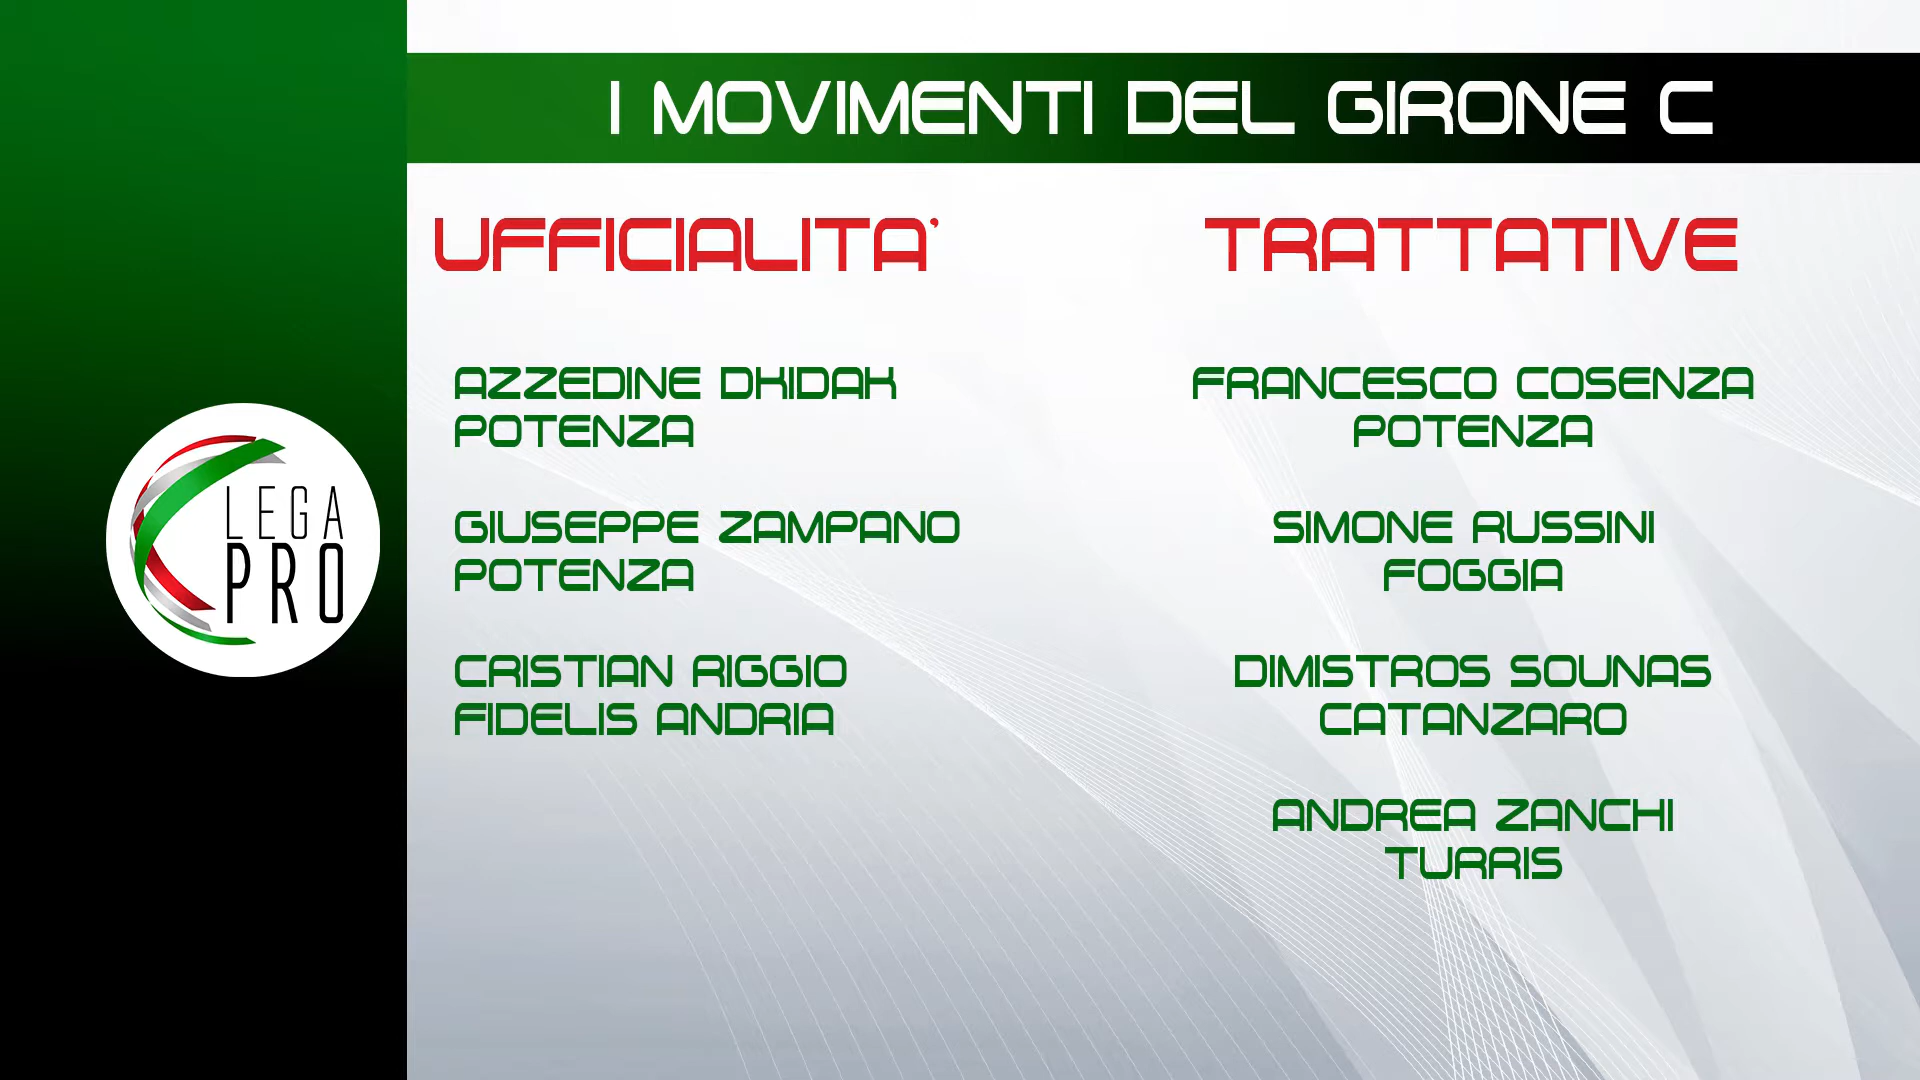 I MOVIMENTI DEL GIRONE C
UFFICIALITA'
AZZEDINE DKIDAK
POTENZA
GIUSEPPE ZAMPANO
POTENZA
CRISTIAN RIGGIO
FIDELIS ANDRIA
TRATTATIVE
FRANCESCO COSENZA
POTENZA
SIMONE RUSSINI
FOGGIA
DIMISTROS SOUNAS
CATANZARO
ANDREA ZANCHI
TURRIS
LEGA
PRO